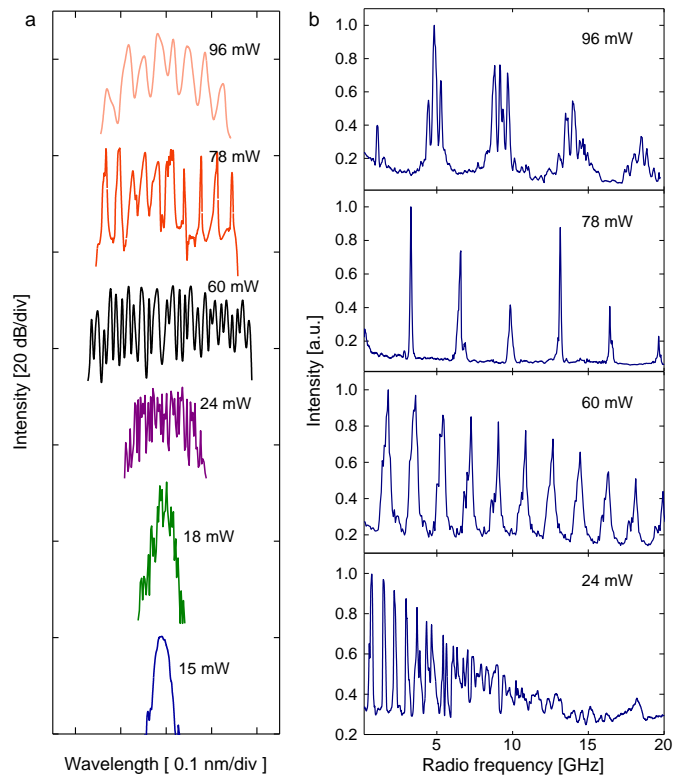 a
96 mW
78 mW
60 mW
24 mW
18 mW
15 mW
Intensity [20 dB/div]
Wavelength [ 0.1 nm/div ]
b
96 mW
1.0
0.8
0.6
0.4
0.2
78 mW
1.0
0.8
0.6
0.4
0.2
60 mW
1.0
0.8
0.6
0.4
0.2
24 mW
1.0
0.8
0.6
0.4
0.2
5 10 15 20
Intensity [a.u.]
Radio frequency [GHz]